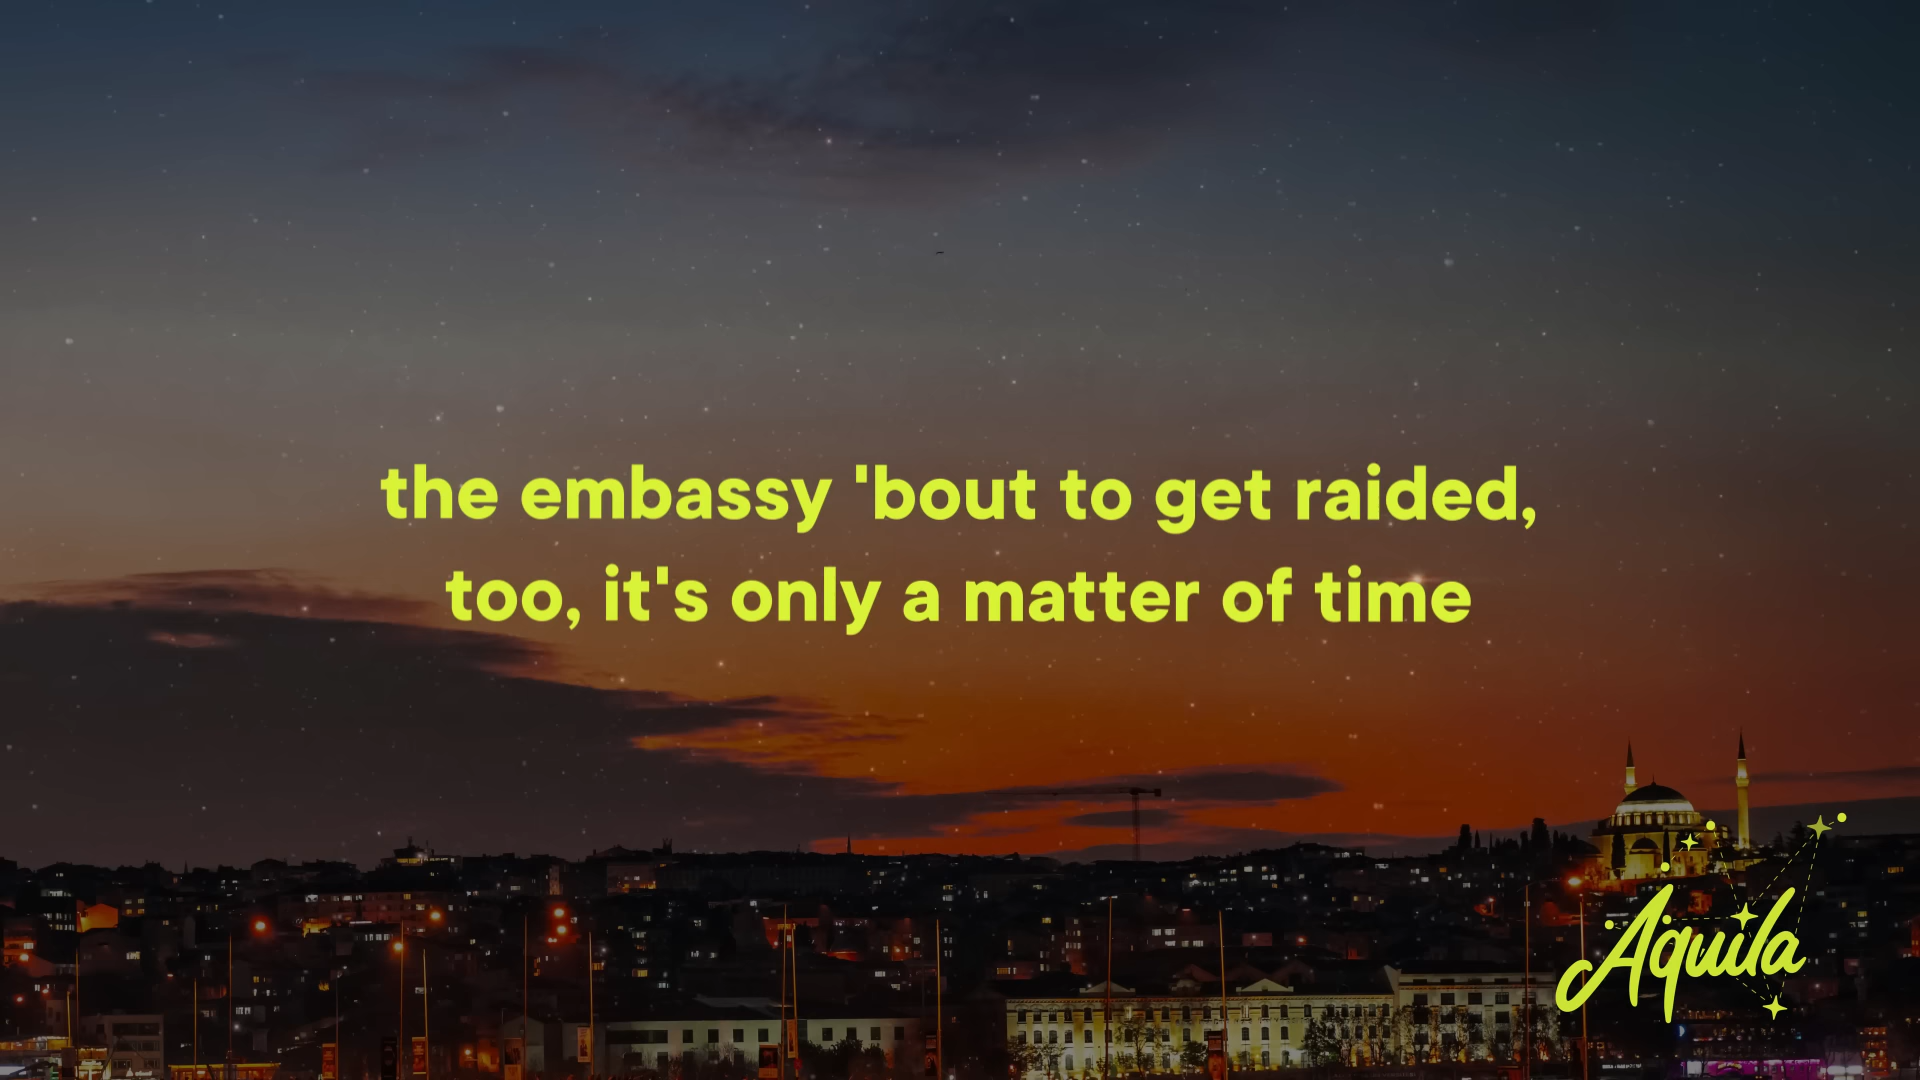 the embassy 'bout to get raided,
too, it's only a matter of time
Aquila